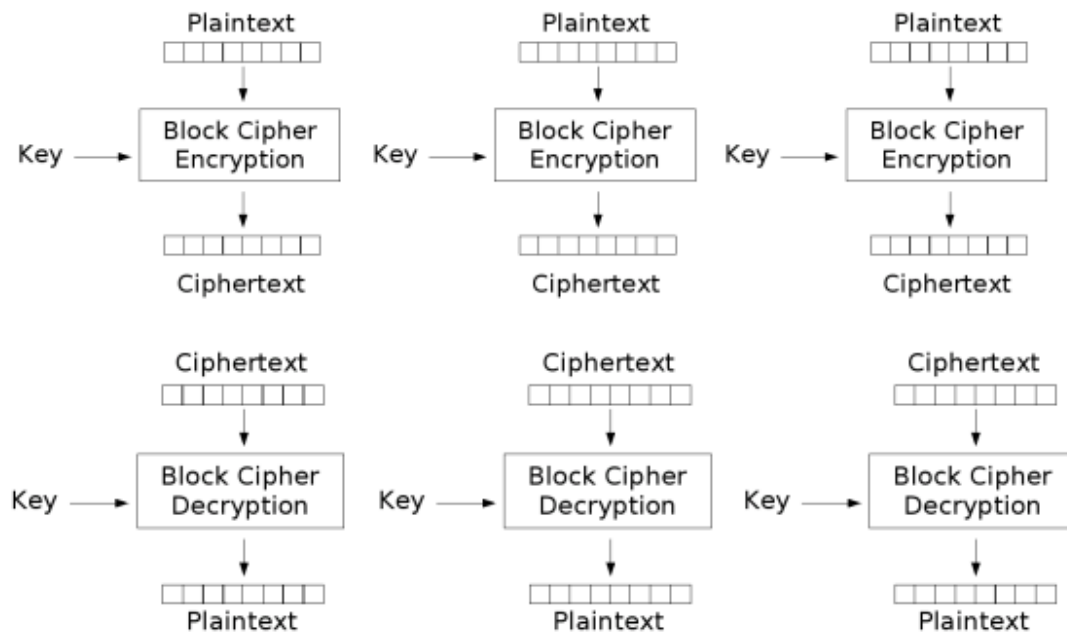 Plaintext
Plaintext
Plaintext
Key
Block Cipher
Encryption
Key
Block Cipher
Encryption
Key
Block Cipher
Encryption
Ciphertext
Ciphertext
Ciphertext
Ciphertext
Ciphertext
Ciphertext
Key
Block Cipher
Decryption
Key
Block Cipher
Decryption
Key
Block Cipher
Decryption
Plaintext
Plaintext
Plaintext